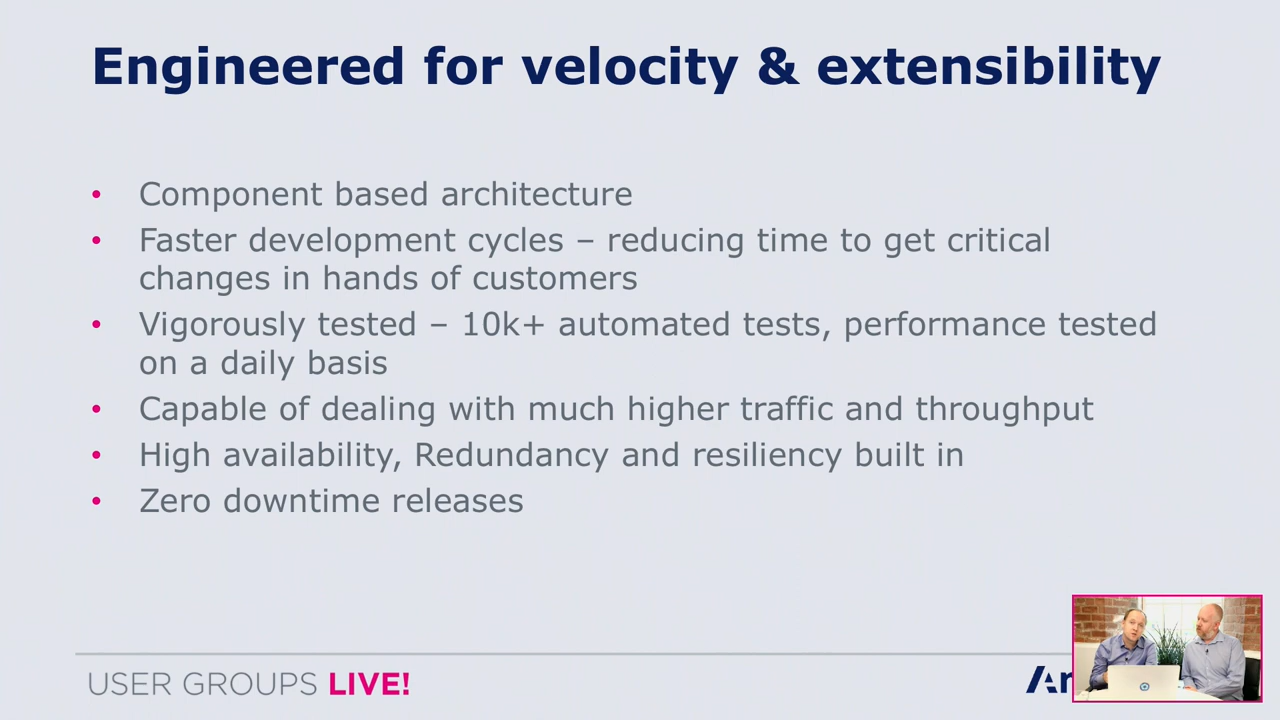 Engineered for velocity & extensibility
• Component based architecture
• Faster development cycles – reducing time to get critical
changes in hands of customers
• Vigorously tested – 10k+ automated tests, performance tested
on a daily basis
• Capable of dealing with much higher traffic and throughput
• High availability, Redundancy and resiliency built in
• Zero downtime releases
USER GROUPS LIVE!